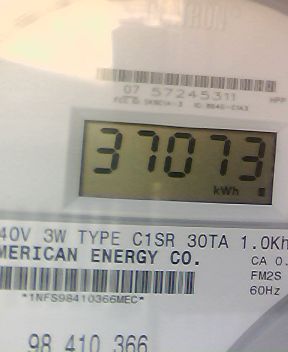 07 57245311
37073
kWh
40V 3W TYPE C1SR 30TA 1.0Kh
MERICAN ENERGY CO.
CA 0.
FM2S
*1NFS98410366MEC*
60Hz
98 410 366